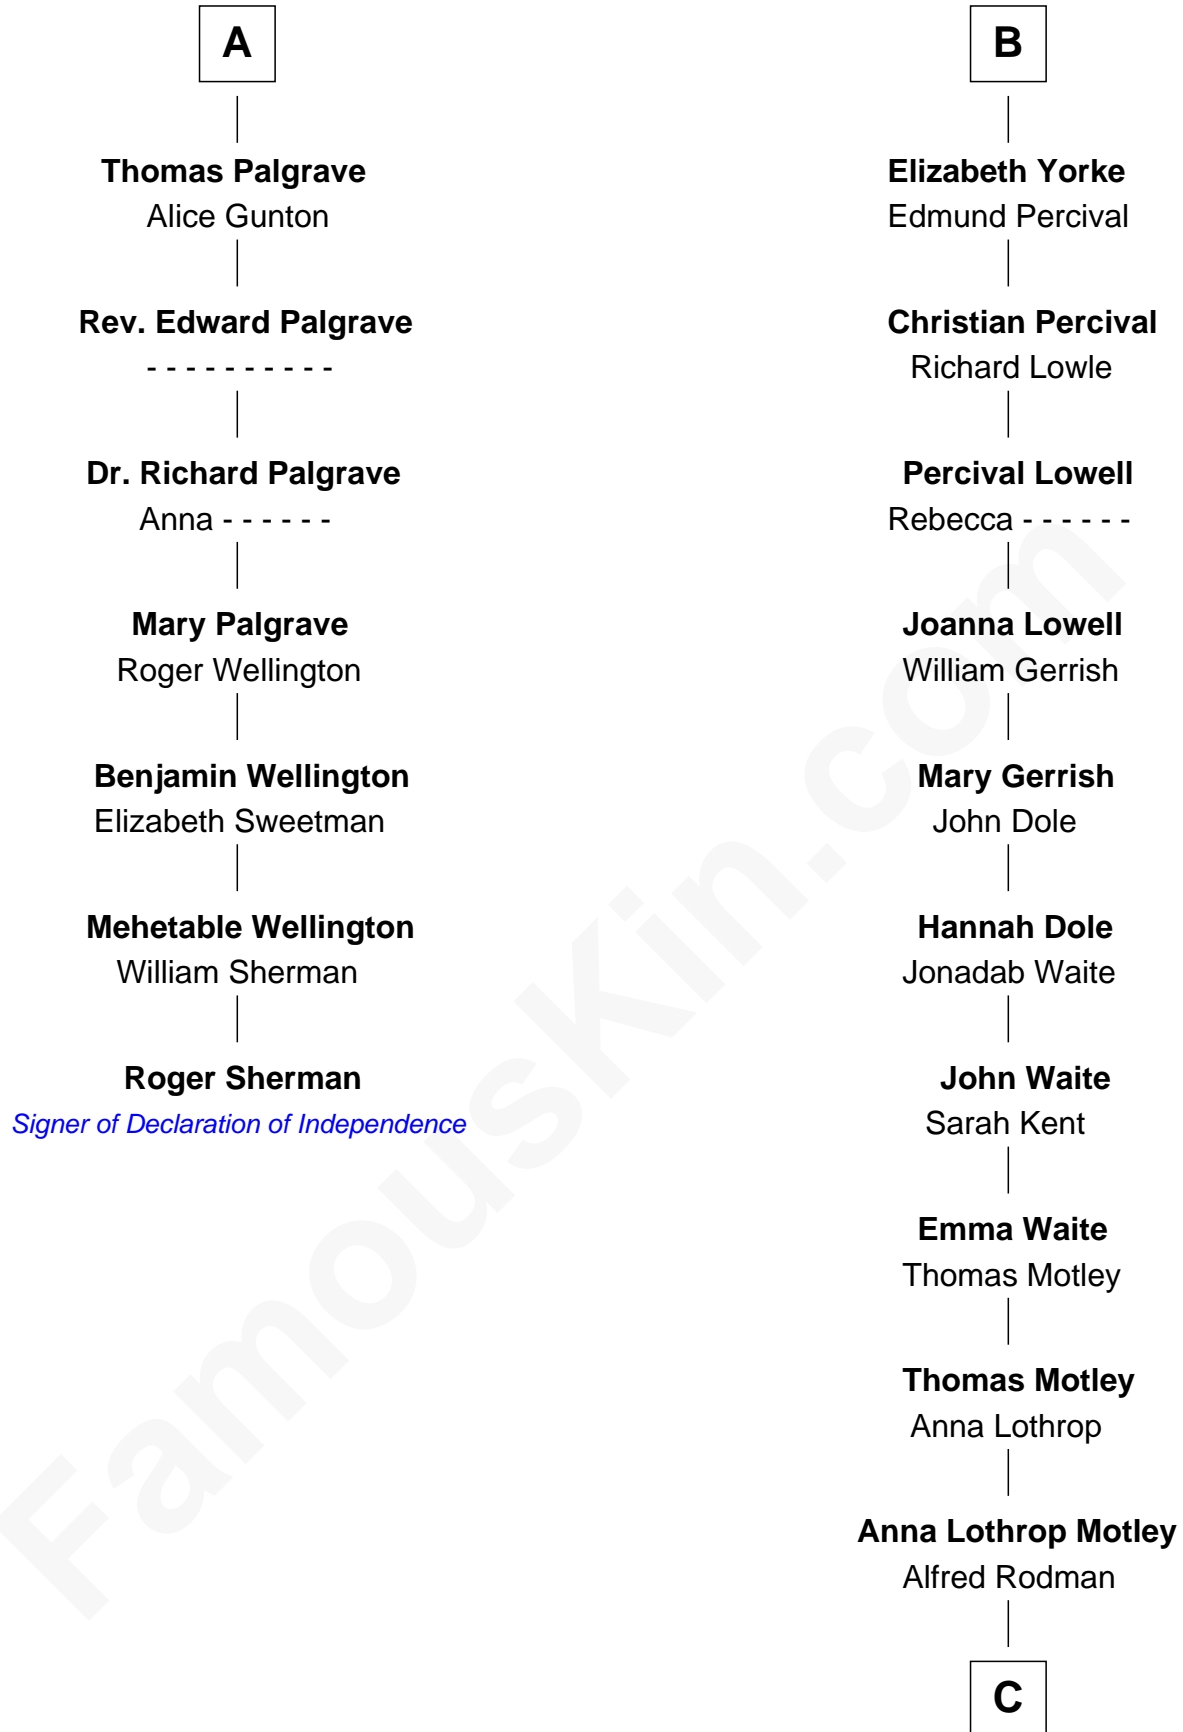 A
Thomas Palgrave
Alice Gunton
Rev. Edward Palgrave
- - - - - - - - - -
Dr. Richard Palgrave
Anna - - - - - -
Mary Palgrave
Roger Wellington
Benjamin Wellington
Elizabeth Sweetman
Mehetable Wellington
William Sherman
Roger Sherman
Signer of Declaration of Independence
B
Elizabeth Yorke
Edmund Percival
Christian Percival
Richard Lowle
Percival Lowell
Rebecca - - - - - -
Joanna Lowell
William Gerrish
Mary Gerrish
John Dole
Hannah Dole
Jonadab Waite
John Waite
Sarah Kent
Emma Waite
Thomas Motley
Thomas Motley
Anna Lothrop
Anna Lothrop Motley
Alfred Rodman
C
FamousKin.com